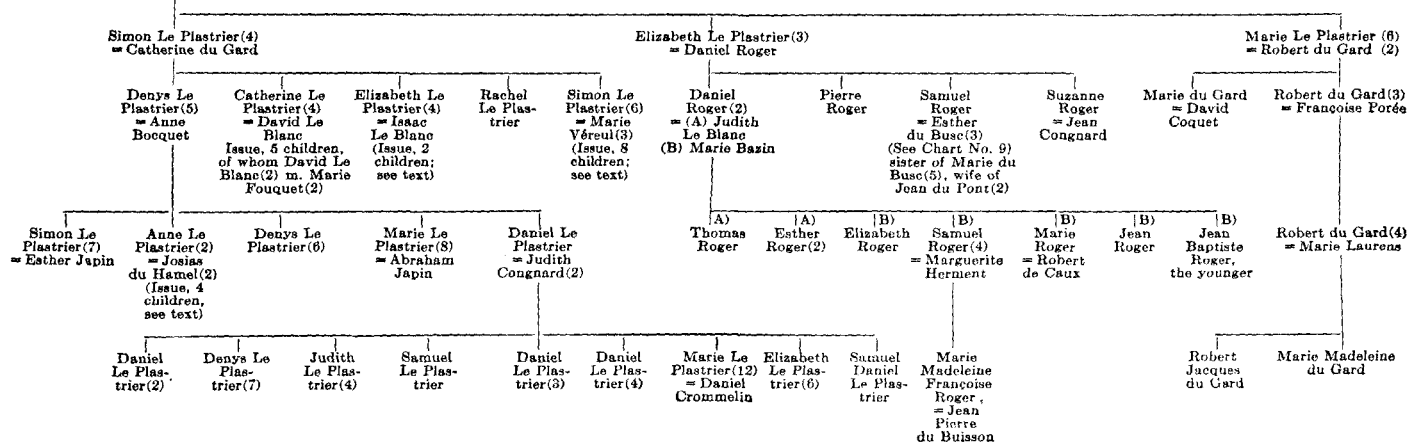 Simon Le Plastrier(4)
= Catherine du Gard
Elizabeth Le Plastrier(3)
= Daniel Roger
Marie Le Plastrier (6)
= Robert du Gard (2)
Denys Le
Plastrier(5)
= Anne
Bocquet
Catherine Le
Plastrier(4)
= David Le
Blanc
Issue, 5 children,
of whom David Le
Blanc(2) m. Marie
Fouquet(2)
Elizabeth Le
Plastrier(4)
= Isaac
Le Blanc
(Issue, 2
children;
see text)
Rachel
Le Plas-
trier
Simon Le
Plastrier(6)
= Marie
Véreul(3)
(Issue, 8
children;
see text)
Daniel
Roger(2)
= (A) Judith
Le Blanc
(B) Marie Bazin
Pierre
Roger
Samuel
Roger
= Esther
du Busc(3)
(See Chart No. 9)
sister of Marie du
Busc(5), wife of
Jean du Pont(2)
Suzanne
Roger
= Jean
Congnard
Marie du Gard
= David
Coquet
Robert du Gard(3)
= Françoise Porée
Simon Le
Plastrier(7)
= Esther Japin
Anne Le
Plastrier(2)
= Josias
du Hamel(2)
(Issue, 4
children,
see text)
Denys Le
Plastrier(6)
Marie Le
Plastrier(8)
= Abraham
Japin
Daniel Le
Plastrier
= Judith
Congnard(2)
A)
Thomas
Roger
A)
Esther
Roger(2)
B)
Elizabeth
Roger
B)
Samuel
Roger(4)
= Marguerite
Herment
B)
Marie
Roger
= Robert
de Caux
B)
Jean
Roger
B)
Jean
Baptiste
Roger,
the younger
Robert du Gard(4)
= Marie Laurens
Daniel
Le Plas-
trier(2)
Denys Le
Plas-
trier(7)
Judith
Le Plas-
trier(4)
Samuel
Le Plas-
trier
Daniel
Le Plas-
trier(3)
Daniel
Le Plas-
trier(4)
Marie Le
Plastrier(12)
= Daniel
Crommelin
Elizabeth
Le Plas-
trier(6)
Samuel
Daniel
Le Plas-
trier
Marie
Madeleine
Françoise
Roger,
= Jean
Pierre
du Buisson
Robert
Jacques
du Gard
Marie Madeleine
du Gard